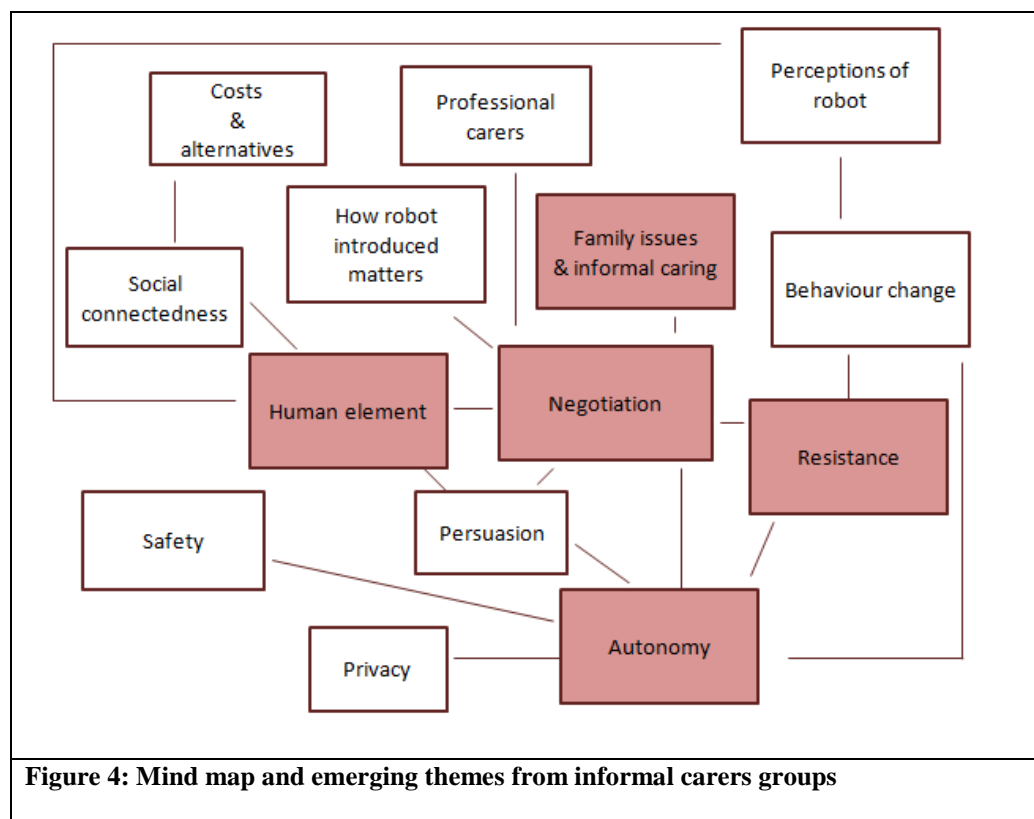 Perceptions of
robot
Costs
&
alternatives
Professional
carers
How robot
introduced
matters
Family issues
& informal caring
Social
connectedness
Behaviour change
Human element
Negotiation
Resistance
Safety
Persuasion
Autonomy
Privacy
Figure 4: Mind map and emerging themes from informal carers groups